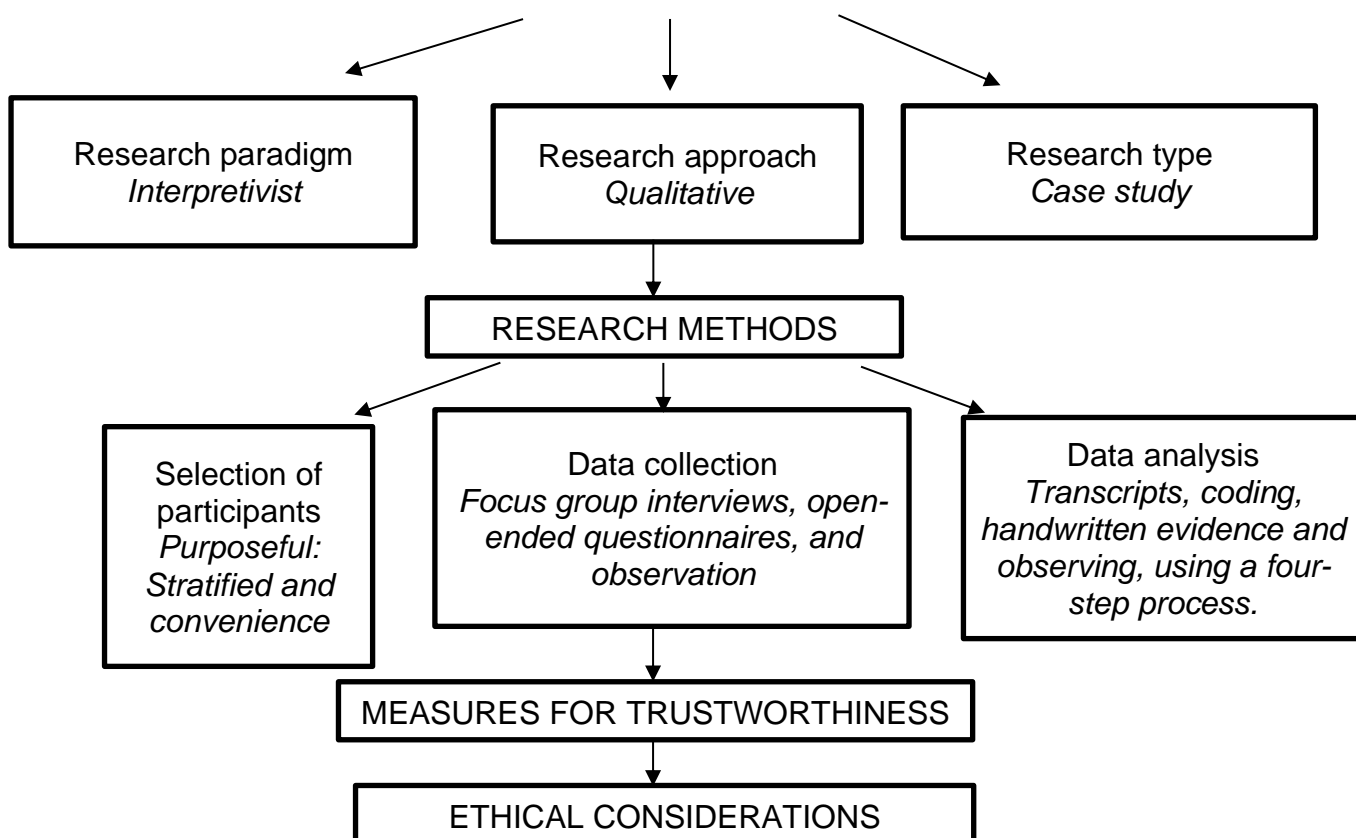 Research paradigm
Interpretivist
Research approach
Qualitative
Research type
Case study
RESEARCH METHODS
Selection of
participants
Purposeful:
Stratified and
convenience
Data collection
Focus group interviews, open-
ended questionnaires, and
observation
Data analysis
Transcripts, coding,
handwritten evidence and
observing, using a four-
step process.
MEASURES FOR TRUSTWORTHINESS
ETHICAL CONSIDERATIONS